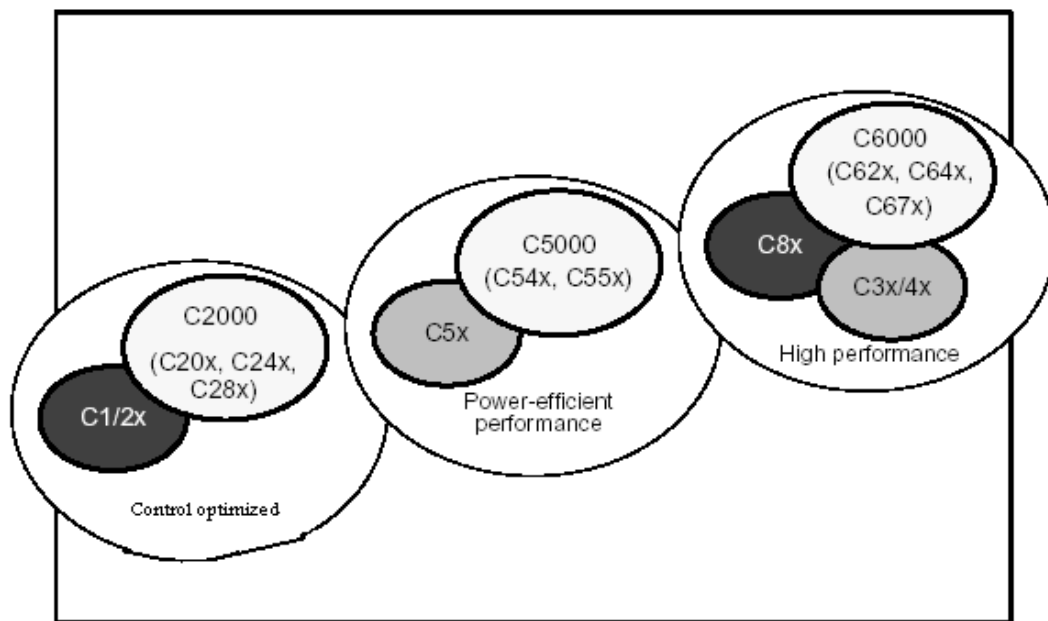 C2000
(C20x, C24x,
C28x)
C1/2x
Control optimized
C5000
(C54x, C55x)
C5x
Power-efficient
performance
C6000
(C62x, C64x,
C67x)
C8x
C3x/4x
High performance